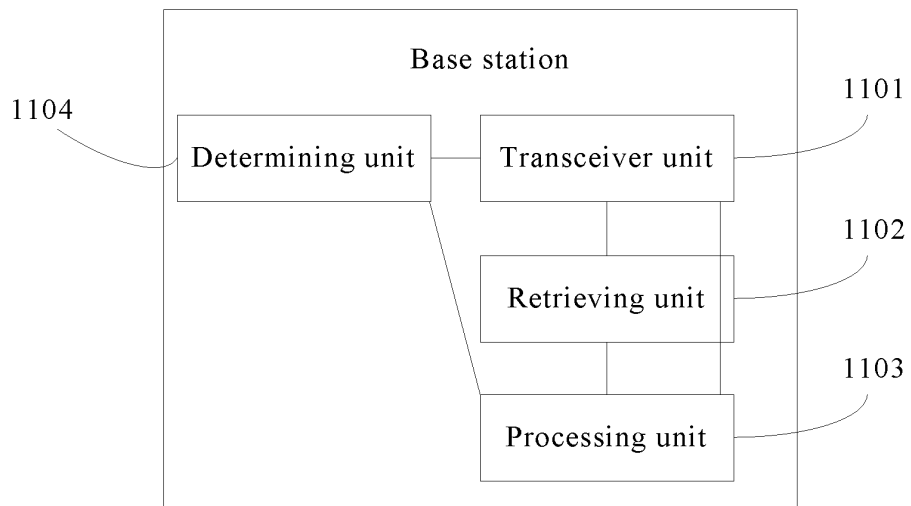 Base station
1104
1101
Determining unit
Transceiver unit
1102
Retrieving unit
1103
Processing unit